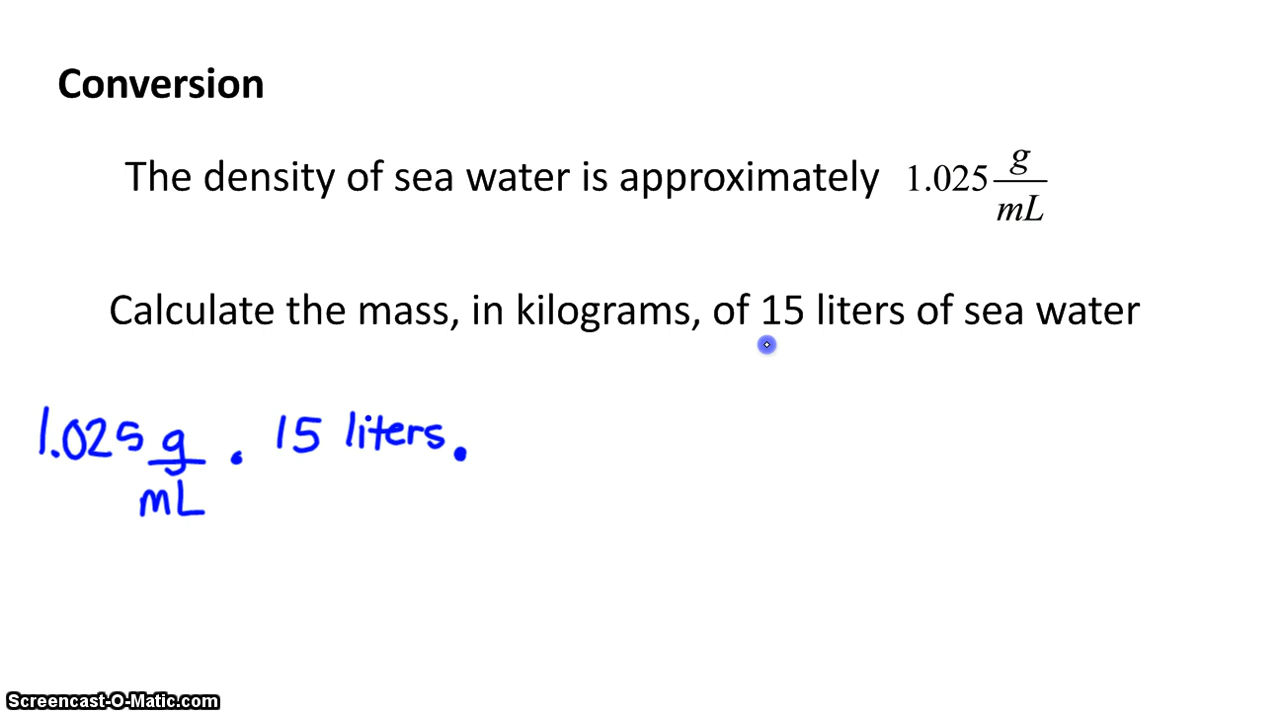 Conversion
The density of sea water is approximately 1.025 g/mL
Calculate the mass, in kilograms, of 15 liters of sea water
1.025 g/mL . 15 liters .
Screencast-O-Matic.com